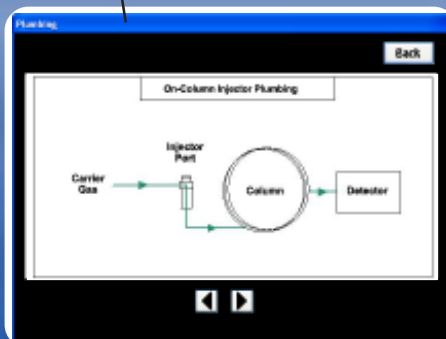 Plumbing
Back
On-Column Injector Plumbing
Injector
Port
Carrier
Gas
Column
Detector